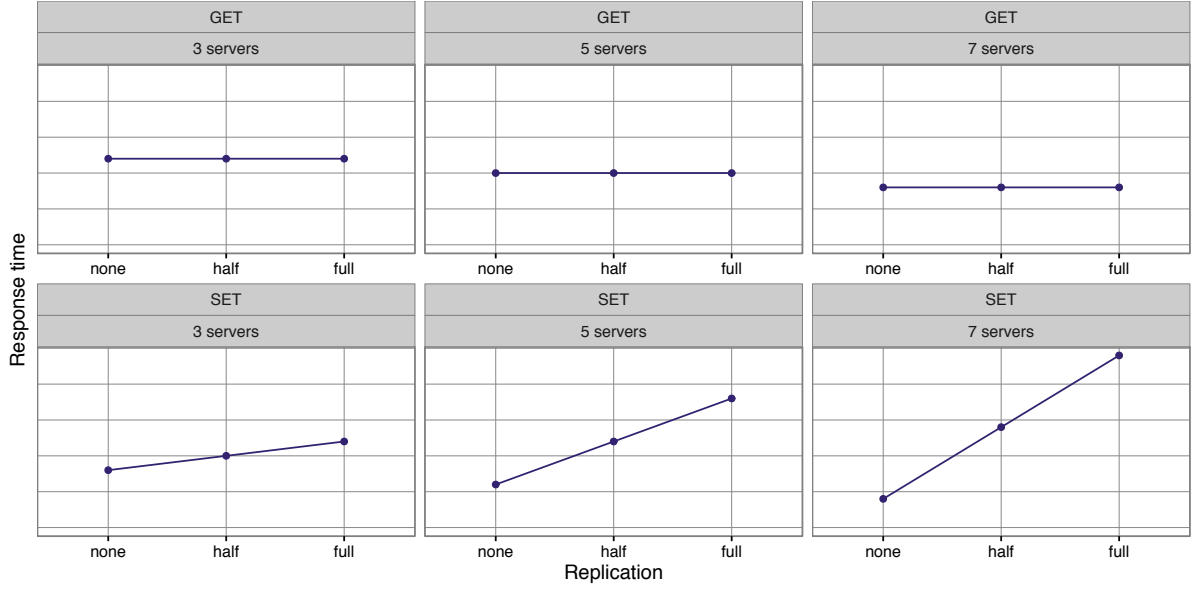 GET
GET
GET
3 servers
5 servers
7 servers
none half full
none half full
none half full
Response time
SET
SET
SET
3 servers
5 servers
7 servers
none half full
none half full
none half full
Replication